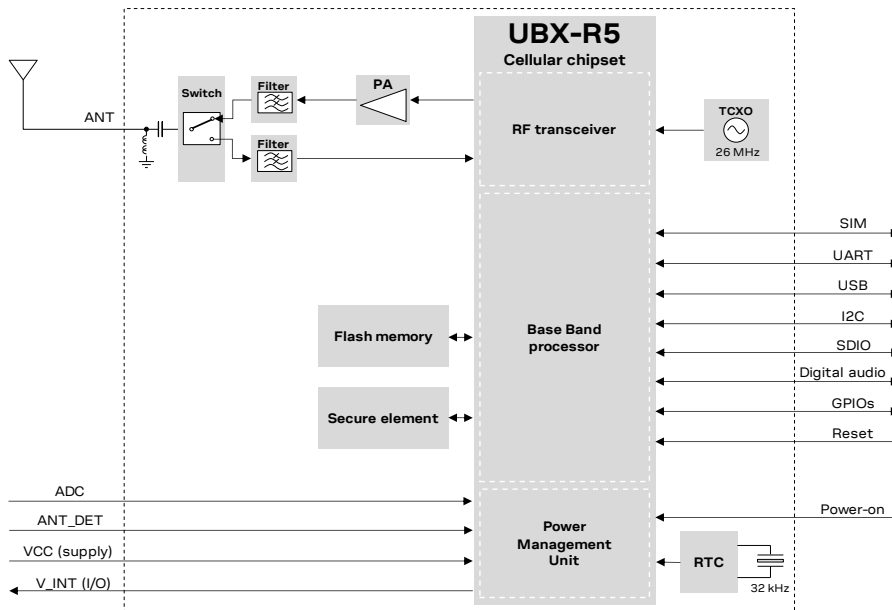 UBX-R5
Cellular chipset
ANT
Switch
Filter
PA
Filter
RF transceiver
TCXO
26 MHz
SIM
UART
USB
I2C
SDIO
Digital audio
GPIOs
Reset
Flash memory
Base Band
processor
Secure element
ADC
ANT_DET
VCC (supply)
V_INT (I/O)
Power
Management
Unit
Power-on
RTC
32 kHz